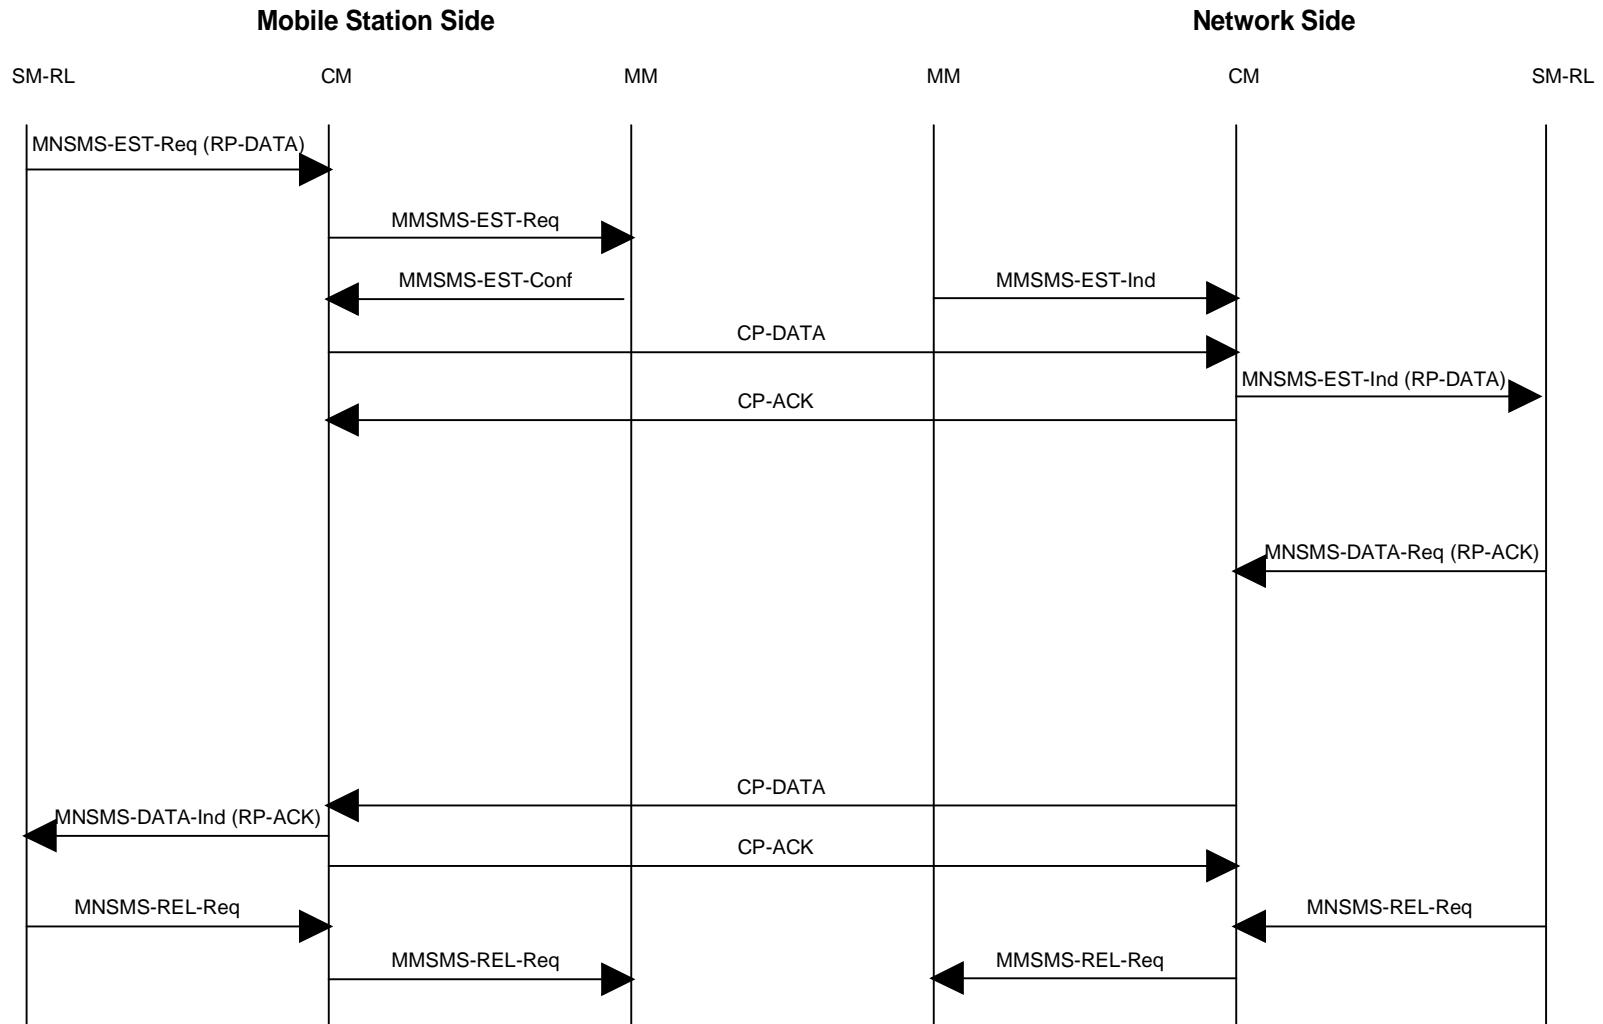 Mobile Station Side
Network Side
SM-RL
CM
MM
MM
CM
SM-RL
MNSMS-EST-Req (RP-DATA)
MMSMS-EST-Req
MMSMS-EST-Conf
MMSMS-EST-Ind
CP-DATA
MNSMS-EST-Ind (RP-DATA)
CP-ACK
MNSMS-DATA-Req (RP-ACK)
CP-DATA
MNSMS-DATA-Ind (RP-ACK)
CP-ACK
MNSMS-REL-Req
MNSMS-REL-Req
MMSMS-REL-Req
MMSMS-REL-Req